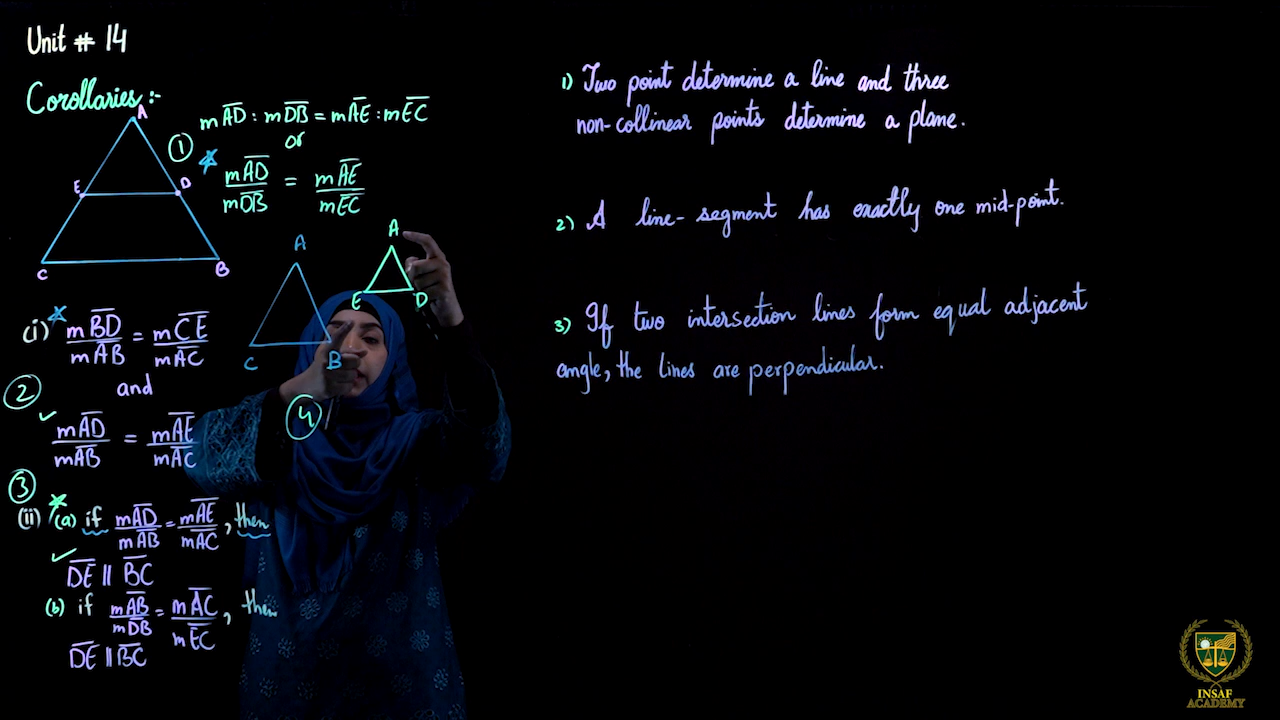 Unit # 14
Corollaries :-
A
E
D
C
B
①
mAD : mDB = mAE : mEC
or
mAD/mDB = mAE/mEC
A
C
B
A
E
D
(i) mBD/mAB = mCE/mAC
②
and
mAD/mAB = mAE/mAC
④
③
(ii) (a) if mAD/mAB = mAE/mAC, then
DE || BC
(b) if mAB/mDB = mAC/mEC, then
DE || BC
1) Two point determine a line and three
non-collinear points determine a plane.
2) A line-segment has exactly one mid-point.
3) If two intersection lines form equal adjacent
angle, the lines are perpendicular.
INSAF
ACADEMY